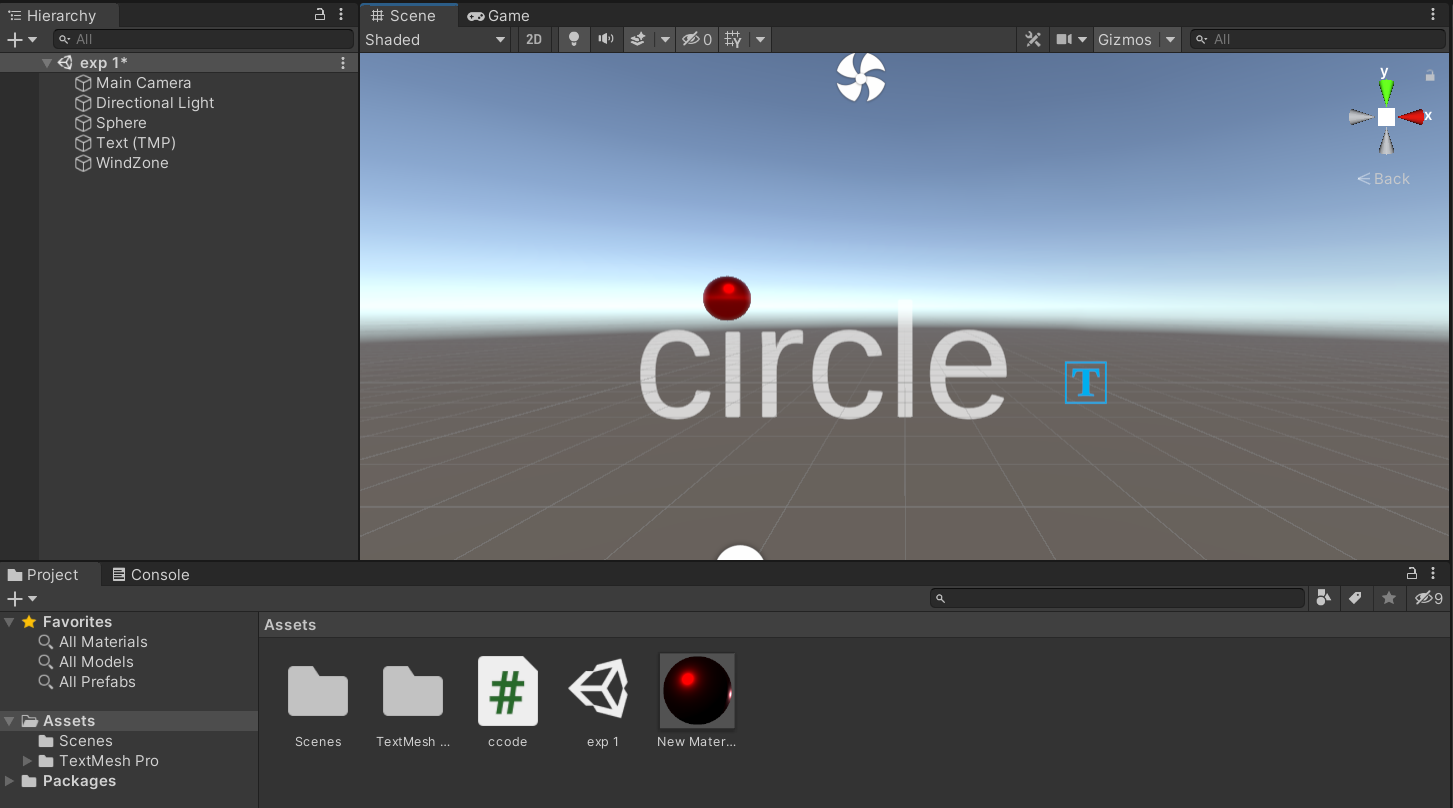 Hierarchy
All
exp 1*
Main Camera
Directional Light
Sphere
Text (TMP)
WindZone
Scene Game
Shaded 2D 0 Gizmos All
y
x
< Back
circle
T
Project Console
9
Favorites
All Materials
All Models
All Prefabs
Assets
Scenes
TextMesh Pro
Packages
Assets
#
Scenes TextMesh ... ccode exp 1 New Mater...